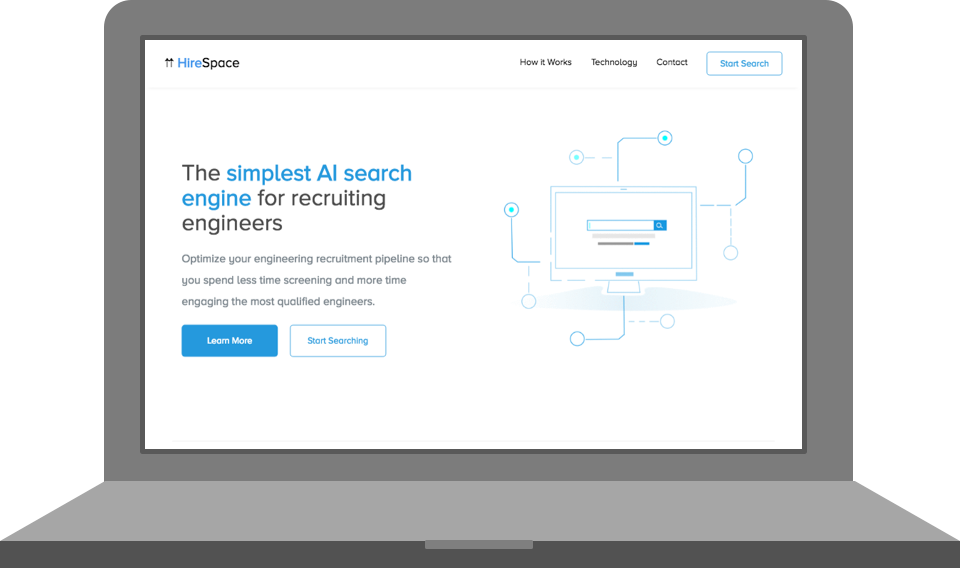 HireSpace
How it Works
Technology
Contact
Start Search
The simplest AI search
engine for recruiting
engineers
Optimize your engineering recruitment pipeline so that
you spend less time screening and more time
engaging the most qualified engineers.
Learn More
Start Searching